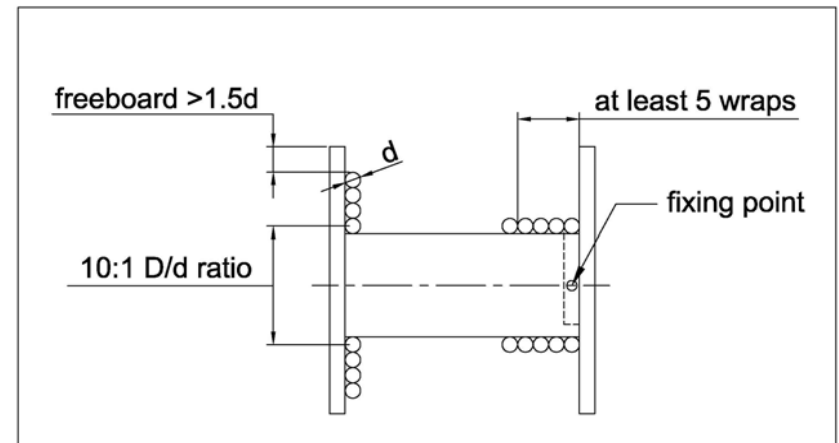 freeboard >1.5d
at least 5 wraps
d
fixing point
10:1 D/d ratio